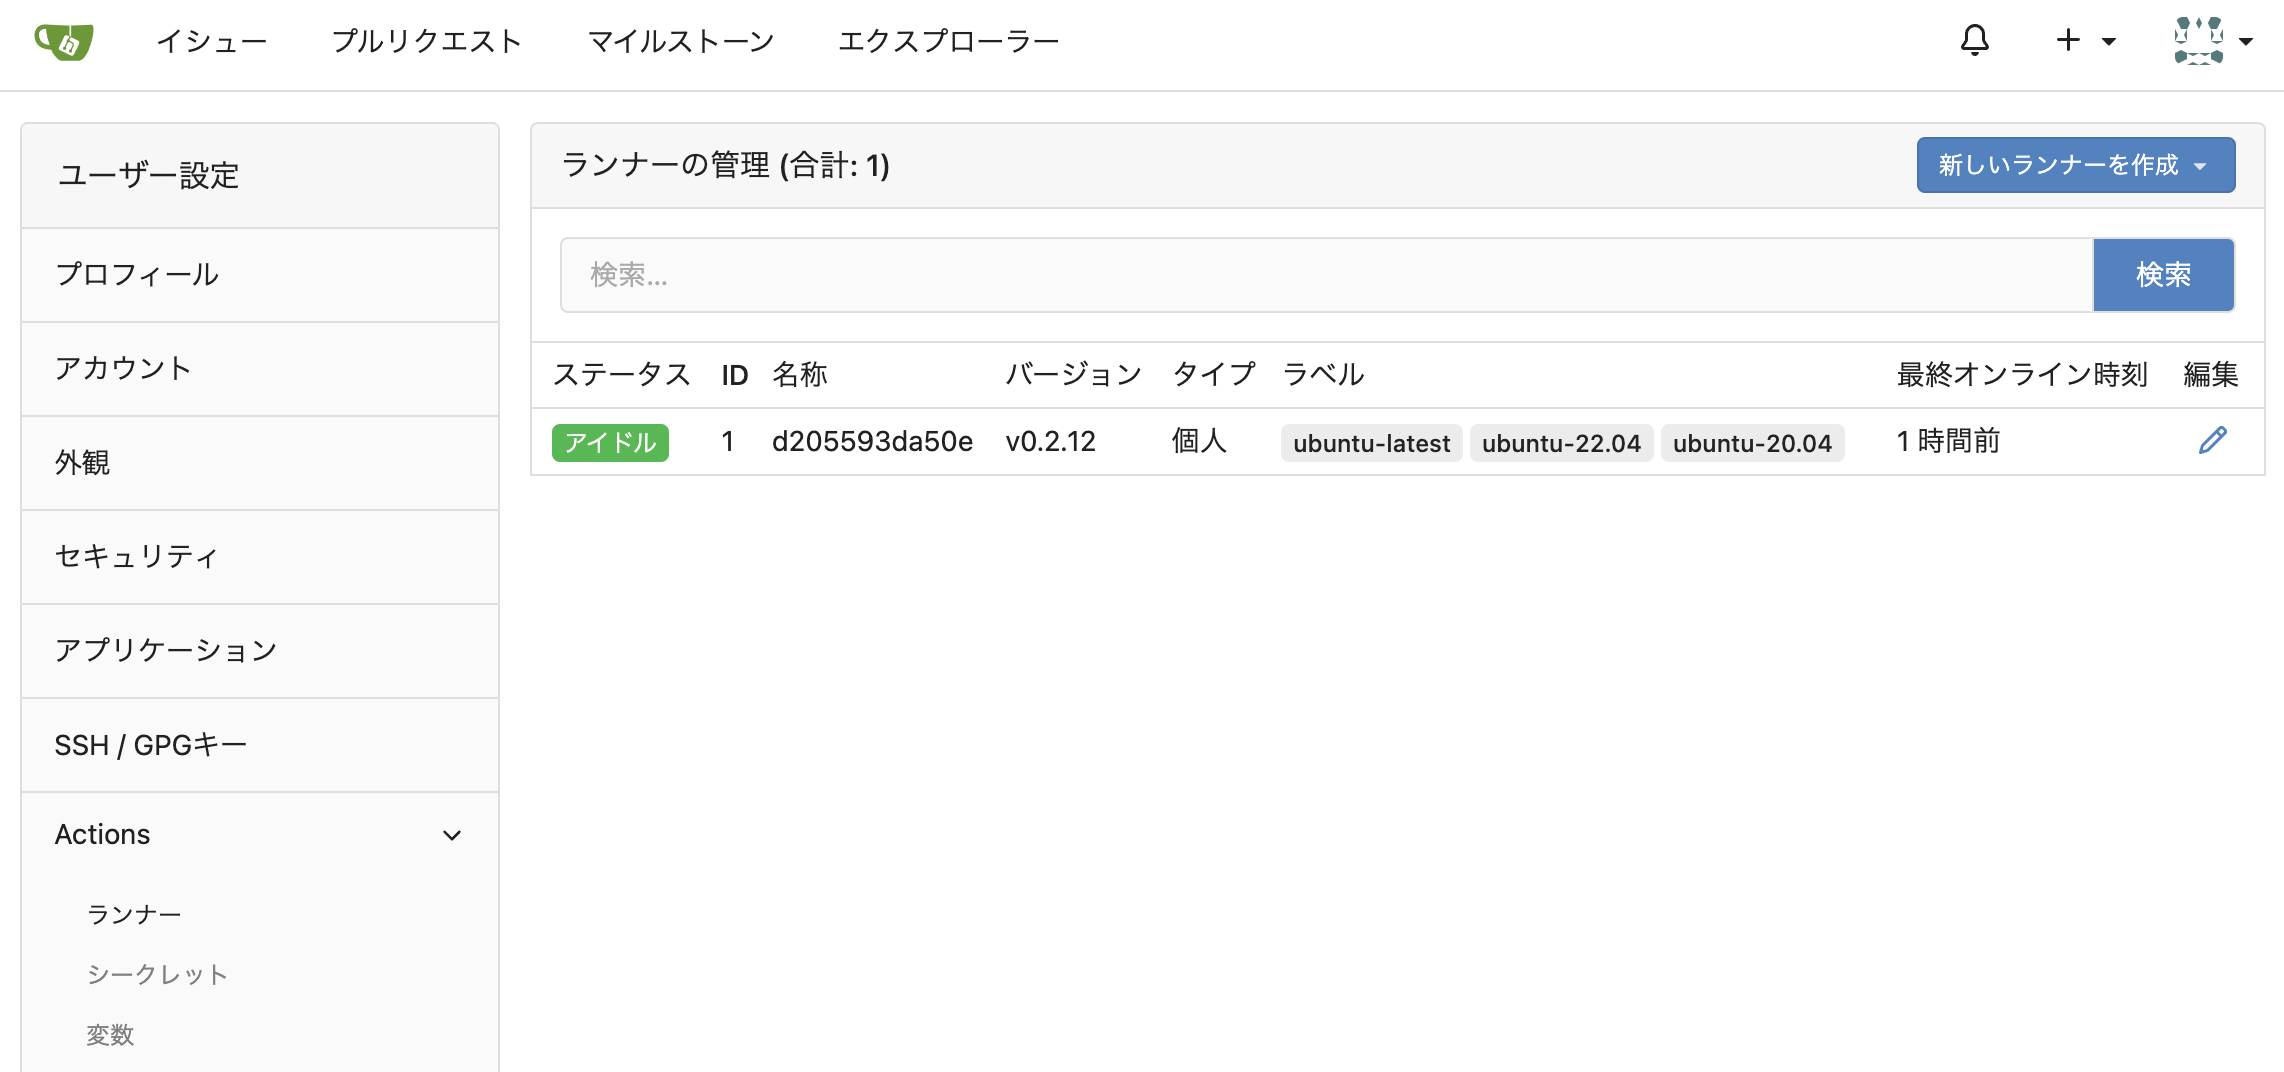 イシュー プルリクエスト マイルストーン エクスプローラー
ユーザー設定
プロフィール
アカウント
外観
セキュリティ
アプリケーション
SSH / GPGキー
Actions
ランナー
シークレット
変数
ランナーの管理 (合計: 1)
新しいランナーを作成
検索...
検索
ステータス ID 名称 バージョン タイプ ラベル 最終オンライン時刻 編集
アイドル 1 d205593da50e v0.2.12 個人 ubuntu-latest ubuntu-22.04 ubuntu-20.04 1 時間前